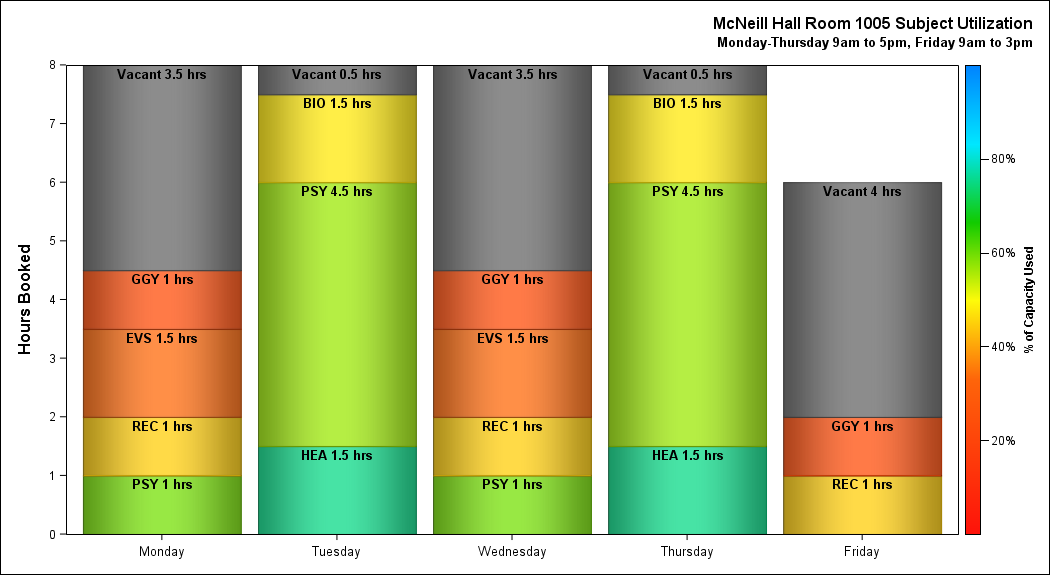 McNeill Hall Room 1005 Subject Utilization
Monday-Thursday 9am to 5pm, Friday 9am to 3pm
Hours Booked
8
7
6
5
4
3
2
1
0
Vacant 3.5 hrs
GGY 1 hrs
EVS 1.5 hrs
REC 1 hrs
PSY 1 hrs
Monday
Vacant 0.5 hrs
BIO 1.5 hrs
PSY 4.5 hrs
HEA 1.5 hrs
Tuesday
Vacant 3.5 hrs
GGY 1 hrs
EVS 1.5 hrs
REC 1 hrs
PSY 1 hrs
Wednesday
Vacant 0.5 hrs
BIO 1.5 hrs
PSY 4.5 hrs
HEA 1.5 hrs
Thursday
Vacant 4 hrs
GGY 1 hrs
REC 1 hrs
Friday
80%
60%
40%
20%
% of Capacity Used